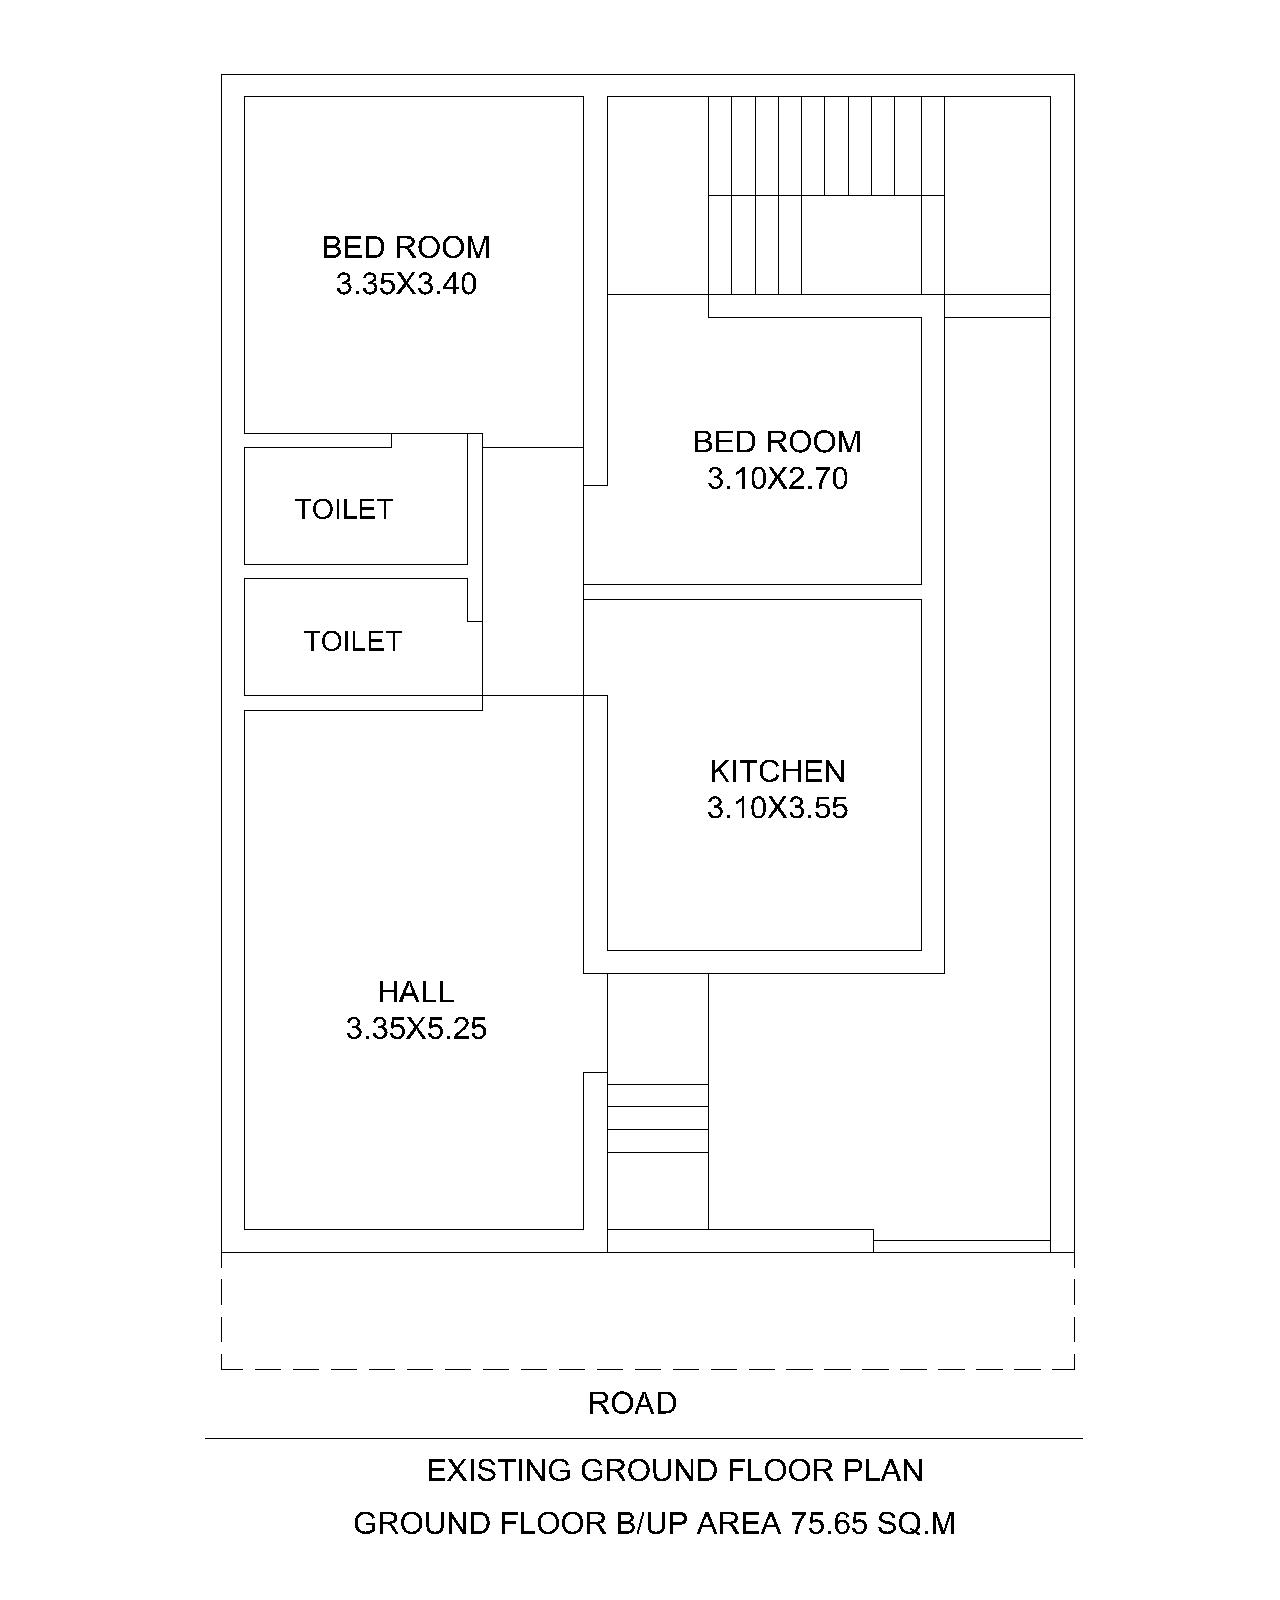 BED ROOM
3.35X3.40
BED ROOM
3.10X2.70
TOILET
TOILET
KITCHEN
3.10X3.55
HALL
3.35X5.25
ROAD
EXISTING GROUND FLOOR PLAN
GROUND FLOOR B/UP AREA 75.65 SQ.M